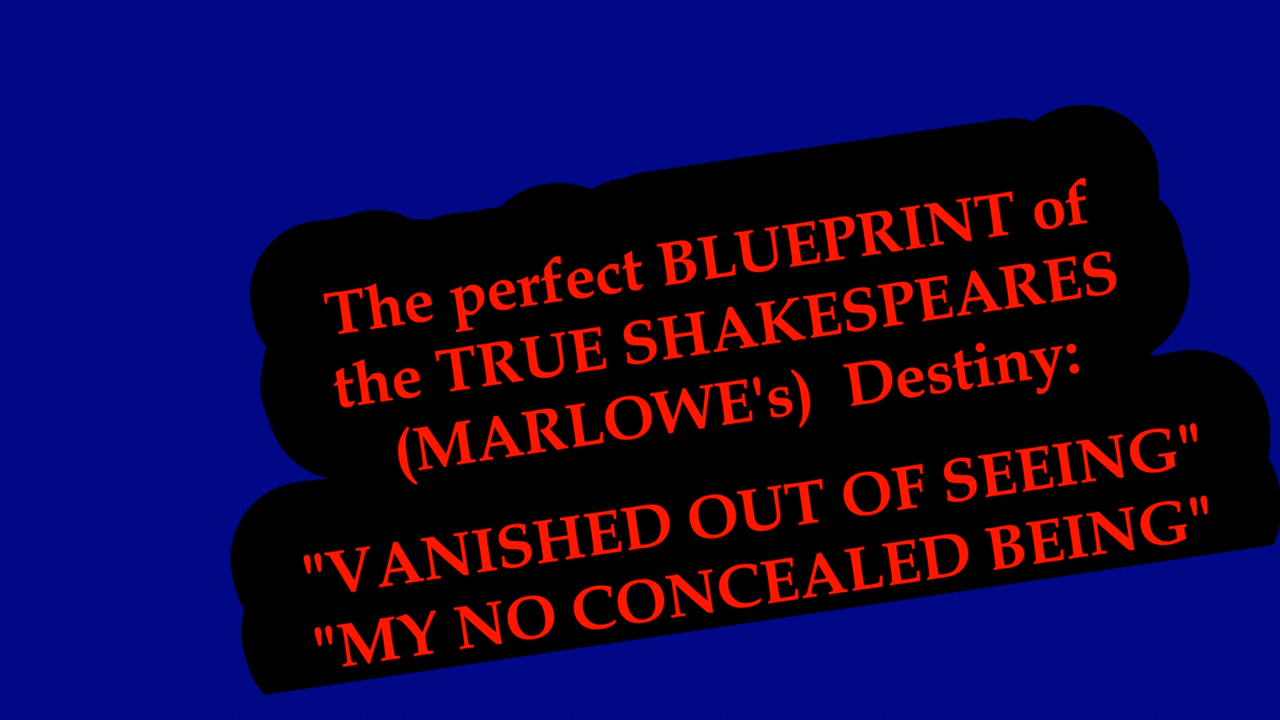 The perfect BLUEPRINT of
the TRUE SHAKESPEARES
(MARLOWE's) Destiny:
"VANISHED OUT OF SEEING"
"MY NO CONCEALED BEING"